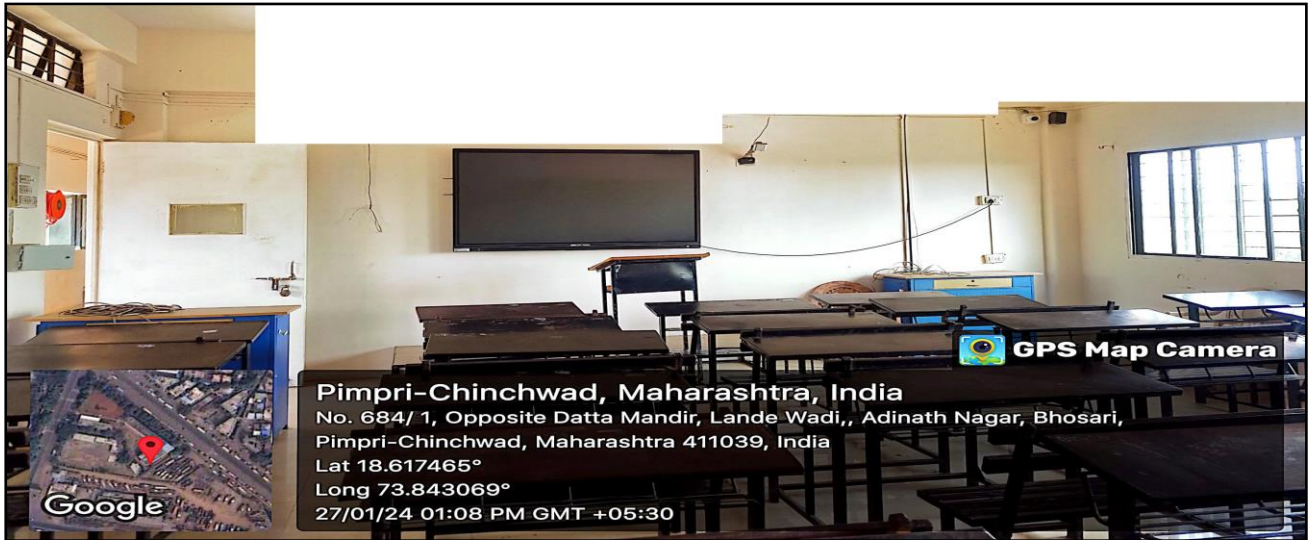 GPS Map Camera
Pimpri-Chinchwad, Maharashtra, India
No. 684/ 1, Opposite Datta Mandir, Lande Wadi,, Adinath Nagar, Bhosari,
Pimpri-Chinchwad, Maharashtra 411039, India
Lat 18.617465°
Long 73.843069°
27/01/24 01:08 PM GMT +05:30
Google